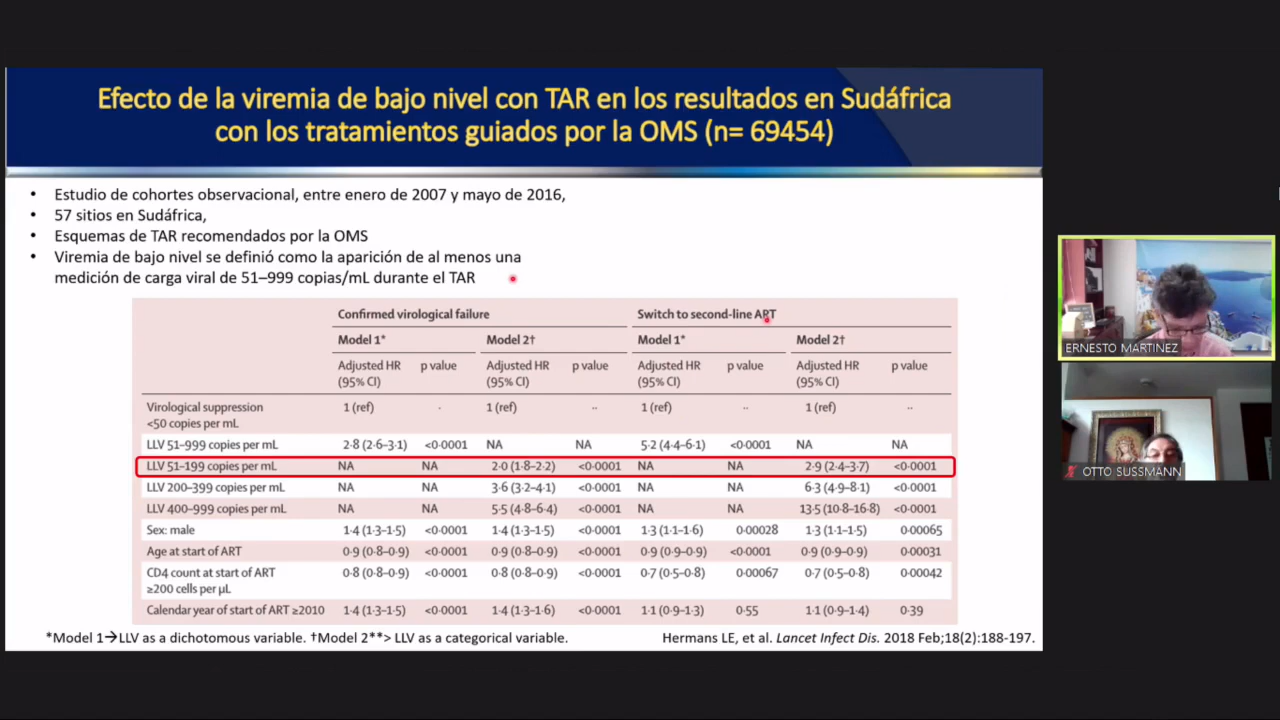 Efecto de la viremia de bajo nivel con TAR en los resultados en Sudáfrica
con los tratamientos guiados por la OMS (n= 69454)
• Estudio de cohortes observacional, entre enero de 2007 y mayo de 2016,
• 57 sitios en Sudáfrica,
• Esquemas de TAR recomendados por la OMS
• Viremia de bajo nivel se definió como la aparición de al menos una
medición de carga viral de 51–999 copias/mL durante el TAR
Confirmed virological failure Switch to second-line ART
Model 1* Model 2† Model 1* Model 2†
Adjusted HR p value Adjusted HR p value Adjusted HR p value Adjusted HR p value
(95% CI) (95% CI) (95% CI) (95% CI)
Virological suppression 1 (ref) · 1 (ref) ·· 1 (ref) ·· 1 (ref) ··
<50 copies per mL
LLV 51–999 copies per mL 2·8 (2·6–3·1) <0·0001 NA NA 5·2 (4·4–6·1) <0·0001 NA NA
LLV 51–199 copies per mL NA NA 2·0 (1·8–2·2) <0·0001 NA NA 2·9 (2·4–3·7) <0·0001
LLV 200–399 copies per mL NA NA 3·6 (3·2–4·1) <0·0001 NA NA 6·3 (4·9–8·1) <0·0001
LLV 400–999 copies per mL NA NA 5·5 (4·8–6·4) <0·0001 NA NA 13·5 (10·8–16·8) <0·0001
Sex: male 1·4 (1·3–1·5) <0·0001 1·4 (1·3–1·5) <0·0001 1·3 (1·1–1·6) 0·00028 1·3 (1·1–1·5) 0·00065
Age at start of ART 0·9 (0·8–0·9) <0·0001 0·9 (0·8–0·9) <0·0001 0·9 (0·9–0·9) <0·0001 0·9 (0·9–0·9) 0·00031
CD4 count at start of ART 0·8 (0·8–0·9) <0·0001 0·8 (0·8–0·9) <0·0001 0·7 (0·5–0·8) 0·00067 0·7 (0·5–0·8) 0·00042
≥200 cells per µL
Calendar year of start of ART ≥2010 1·4 (1·3–1·5) <0·0001 1·4 (1·3–1·6) <0·0001 1·1 (0·9–1·3) 0·55 1·1 (0·9–1·4) 0·39
*Model 1→LLV as a dichotomous variable. †Model 2**> LLV as a categorical variable. Hermans LE, et al. Lancet Infect Dis. 2018 Feb;18(2):188-197.
ERNESTO MARTINEZ
OTTO SUSSMANN